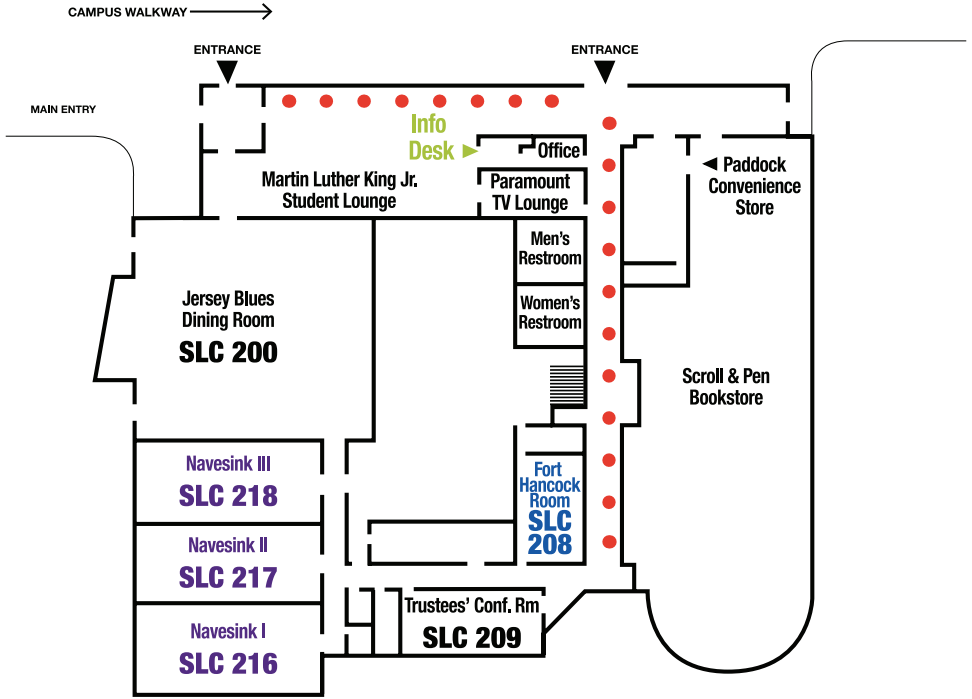 CAMPUS WALKWAY
ENTRANCE
ENTRANCE
MAIN ENTRY
Info
Desk
Office
Martin Luther King Jr.
Student Lounge
Paramount
TV Lounge
Paddock
Convenience
Store
Men's
Restroom
Women's
Restroom
Jersey Blues
Dining Room
SLC 200
Scroll & Pen
Bookstore
Navesink III
SLC 218
Fort
Hancock
Room
SLC
208
Navesink II
SLC 217
Navesink I
SLC 216
Trustees' Conf. Rm
SLC 209